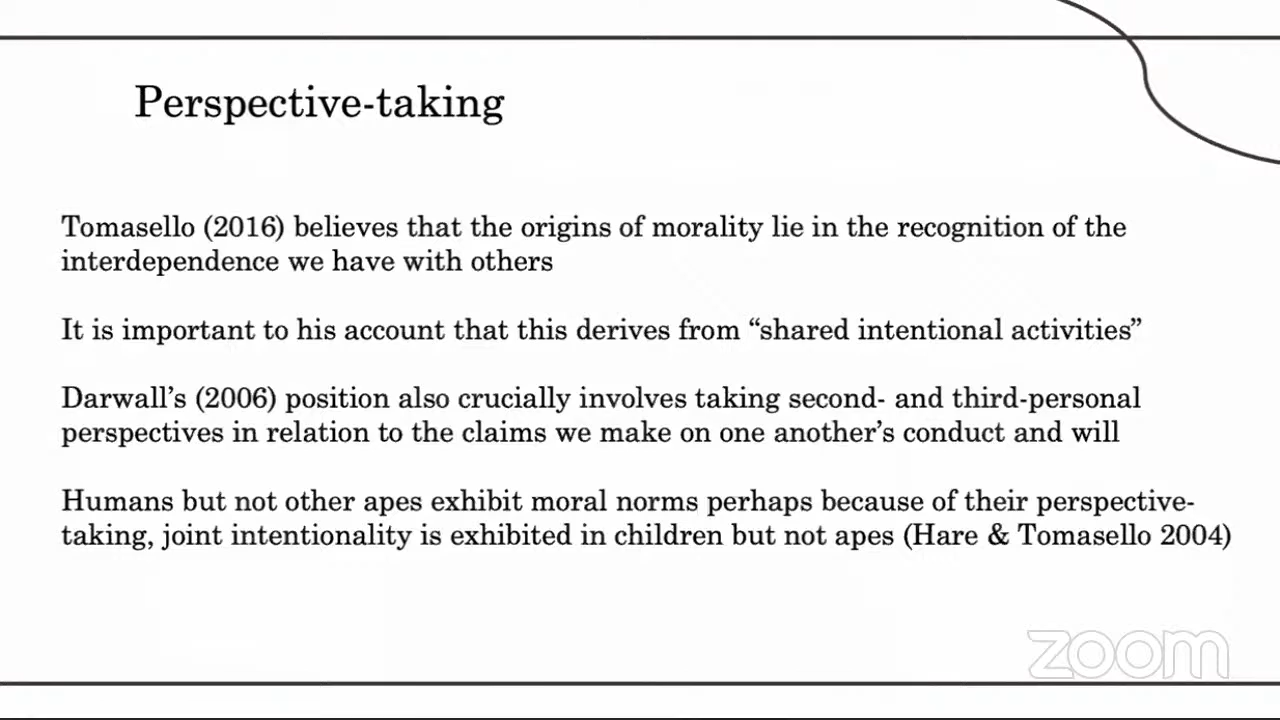 Perspective-taking
Tomasello (2016) believes that the origins of morality lie in the recognition of the
interdependence we have with others
It is important to his account that this derives from “shared intentional activities”
Darwall’s (2006) position also crucially involves taking second- and third-personal
perspectives in relation to the claims we make on one another’s conduct and will
Humans but not other apes exhibit moral norms perhaps because of their perspective-
taking, joint intentionality is exhibited in children but not apes (Hare & Tomasello 2004)
zoom